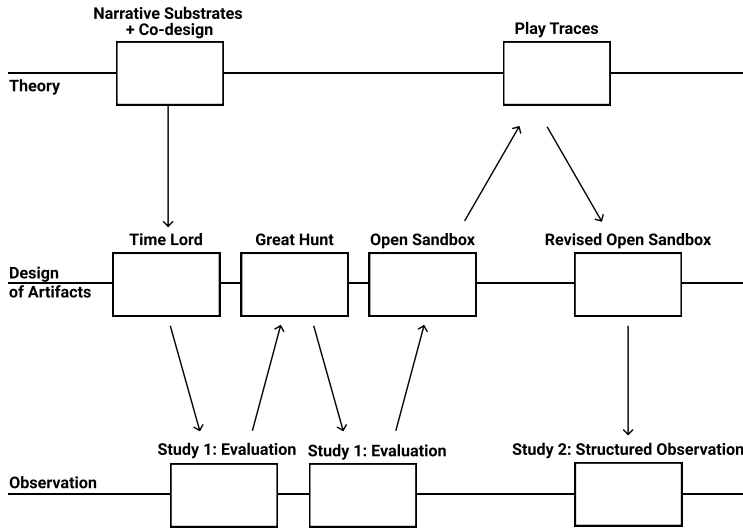 Narrative Substrates
+ Co-design
Play Traces
Theory
Time Lord
Great Hunt
Open Sandbox
Revised Open Sandbox
Design
of Artifacts
Study 1: Evaluation
Study 1: Evaluation
Study 2: Structured Observation
Observation